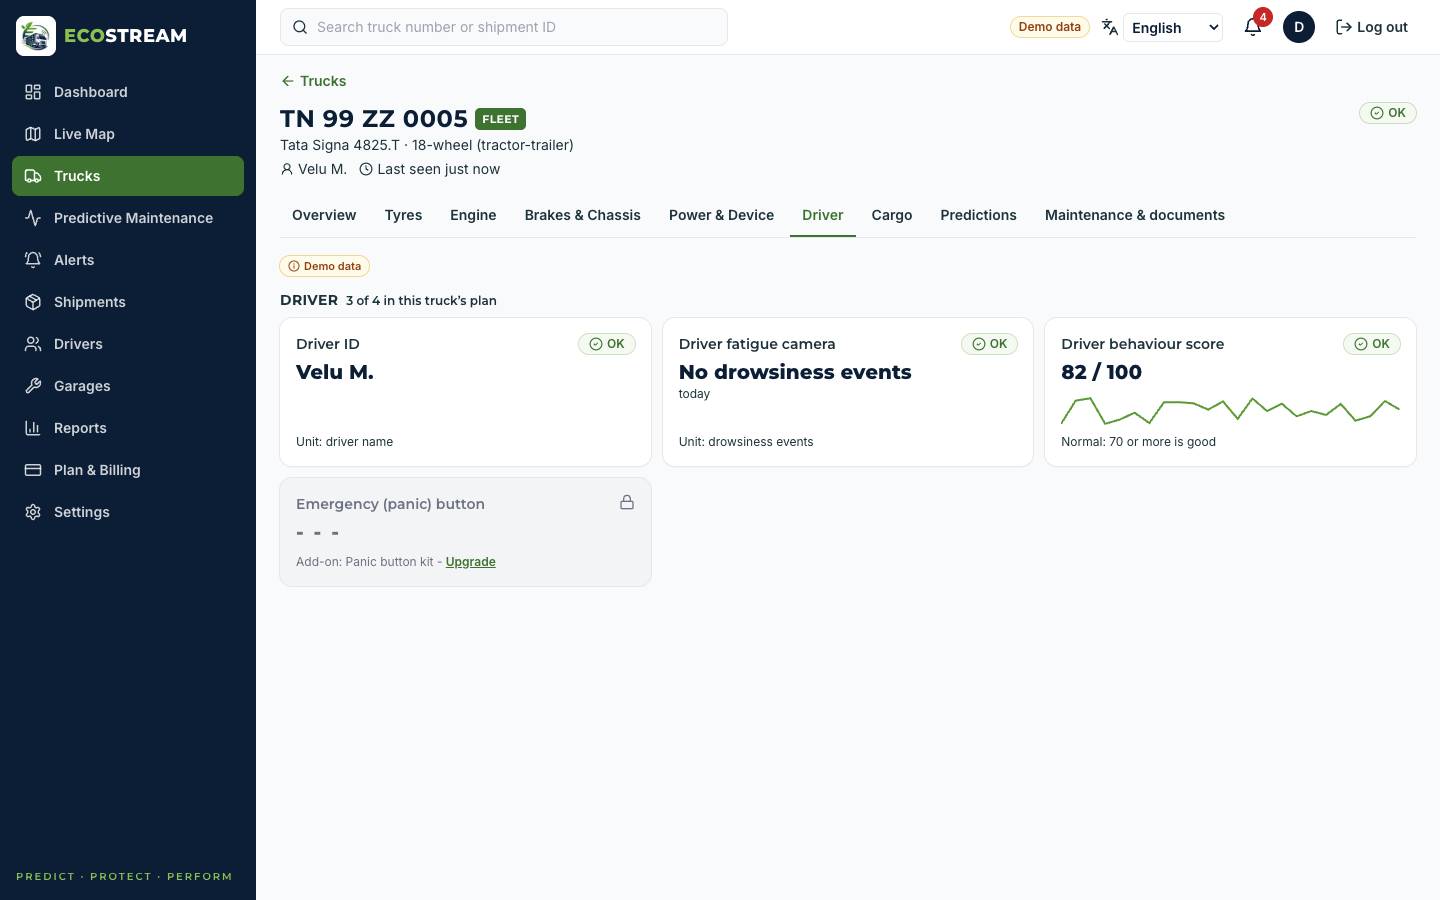 ECOSTREAM
Search truck number or shipment ID
Demo data
English
4
D
Log out
Dashboard
Live Map
Trucks
Predictive Maintenance
Alerts
Shipments
Drivers
Garages
Reports
Plan & Billing
Settings
PREDICT · PROTECT · PERFORM
Trucks
TN 99 ZZ 0005 FLEET
OK
Tata Signa 4825.T · 18-wheel (tractor-trailer)
Velu M. Last seen just now
Overview Tyres Engine Brakes & Chassis Power & Device Driver Cargo Predictions Maintenance & documents
Demo data
DRIVER 3 of 4 in this truck's plan
Driver ID OK
Velu M.
Unit: driver name
Driver fatigue camera OK
No drowsiness events
today
Unit: drowsiness events
Driver behaviour score OK
82 / 100
Normal: 70 or more is good
Emergency (panic) button
- - -
Add-on: Panic button kit - Upgrade